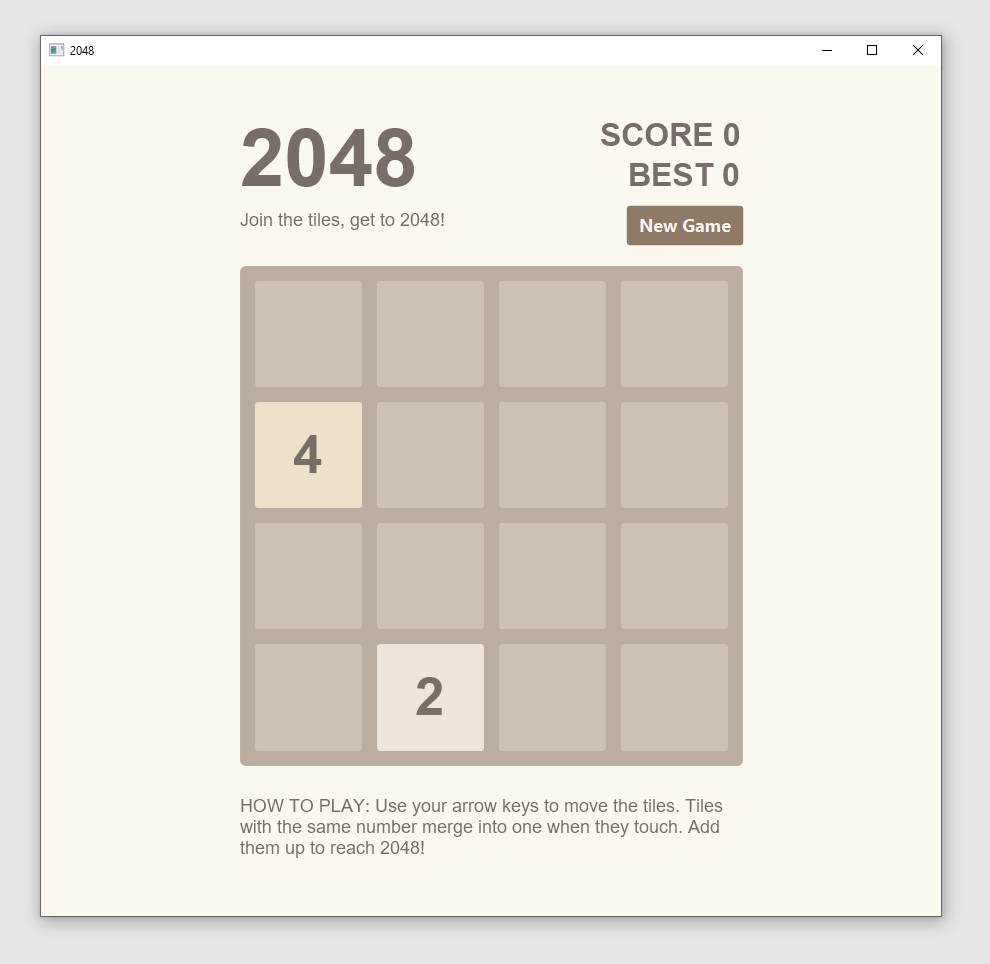 2048
2048
SCORE 0
BEST 0
Join the tiles, get to 2048!
New Game
4
2
HOW TO PLAY: Use your arrow keys to move the tiles. Tiles
with the same number merge into one when they touch. Add
them up to reach 2048!